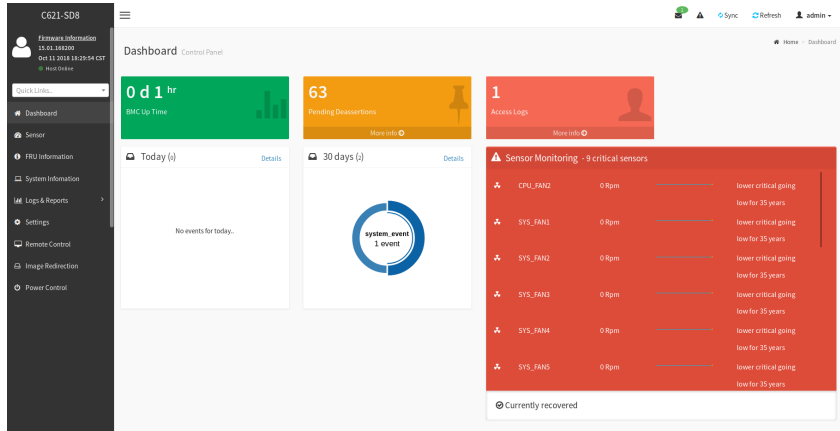 C621-SD8
Firmware Information
15.01.168200
Oct 11 2018 18:29:54 CST
Host Online
Quick Links...
Dashboard
Sensor
FRU Information
System Infomation
Logs & Reports
Settings
Remote Control
Image Redirection
Power Control
Sync
Refresh
admin
Dashboard Control Panel
Home > Dashboard
0 d 1 hr
BMC Up Time
63
Pending Deassertions
More info
1
Access Logs
More info
Today (0) Details
No events for today..
30 days (2) Details
system_event
1 event
Sensor Monitoring - 9 critical sensors
CPU_FAN2 0 Rpm lower critical going
low for 35 years
SYS_FAN1 0 Rpm lower critical going
low for 35 years
SYS_FAN2 0 Rpm lower critical going
low for 35 years
SYS_FAN3 0 Rpm lower critical going
low for 35 years
SYS_FAN4 0 Rpm lower critical going
low for 35 years
SYS_FAN5 0 Rpm lower critical going
low for 35 years
Currently recovered